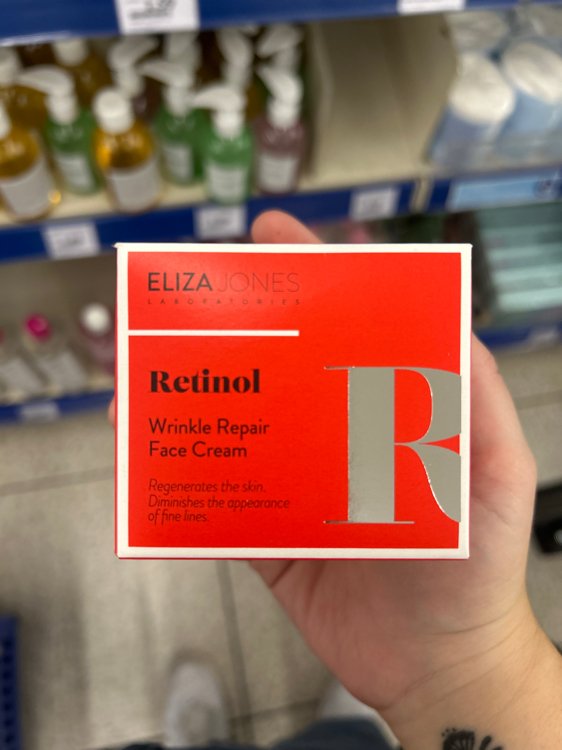 ELIZA JONES
LABORATORIES
Retinol
Wrinkle Repair
Face Cream
Regenerates the skin.
Diminishes the appearance
of fine lines.
R